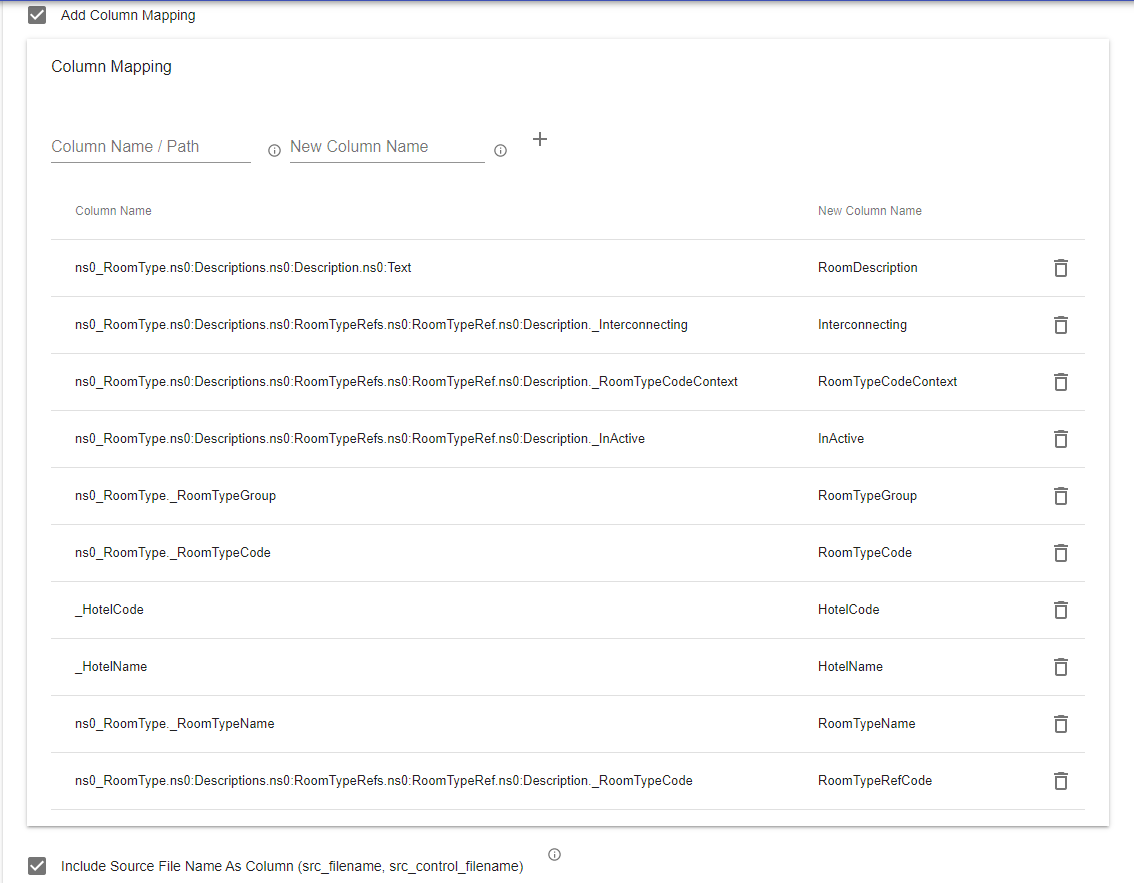 Add Column Mapping
Column Mapping
Column Name / Path New Column Name
Column Name New Column Name
ns0_RoomType.ns0:Descriptions.ns0:Description.ns0:Text RoomDescription
ns0_RoomType.ns0:Descriptions.ns0:RoomTypeRefs.ns0:RoomTypeRef.ns0:Description._Interconnecting Interconnecting
ns0_RoomType.ns0:Descriptions.ns0:RoomTypeRefs.ns0:RoomTypeRef.ns0:Description._RoomTypeCodeContext RoomTypeCodeContext
ns0_RoomType.ns0:Descriptions.ns0:RoomTypeRefs.ns0:RoomTypeRef.ns0:Description._InActive InActive
ns0_RoomType._RoomTypeGroup RoomTypeGroup
ns0_RoomType._RoomTypeCode RoomTypeCode
_HotelCode HotelCode
_HotelName HotelName
ns0_RoomType._RoomTypeName RoomTypeName
ns0_RoomType.ns0:Descriptions.ns0:RoomTypeRefs.ns0:RoomTypeRef.ns0:Description._RoomTypeCode RoomTypeRefCode
Include Source File Name As Column (src_filename, src_control_filename)